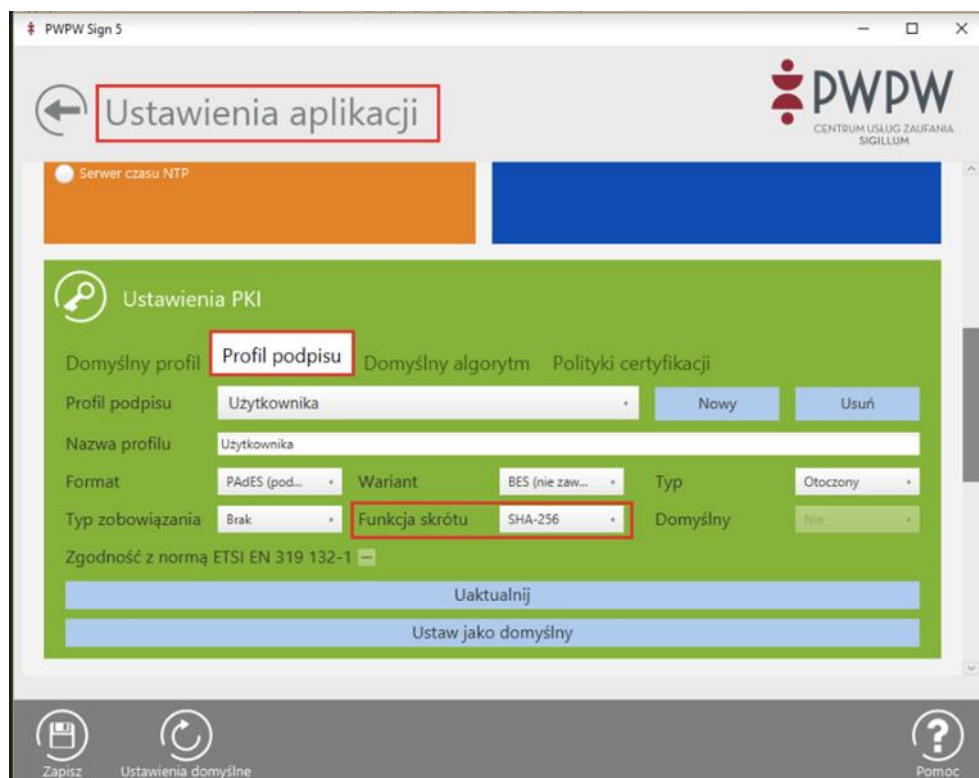 PWPW Sign 5
Ustawienia aplikacji
PWPW
CENTRUM USŁUG ZAUFANIA
SIGILLUM
Serwer czasu NTP
Ustawienia PKI
Domyślny profil Profil podpisu Domyślny algorytm Polityki certyfikacji
Profil podpisu Użytkownika Nowy Usuń
Nazwa profilu Użytkownika
Format PAdES (pod... Wariant BES (nie zaw... Typ Otoczony
Typ zobowiązania Brak Funkcja skrótu SHA-256 Domyślny Nie
Zgodność z normą ETSI EN 319 132-1
Uaktualnij
Ustaw jako domyślny
Zapisz Ustawienia domyślne Pomoc